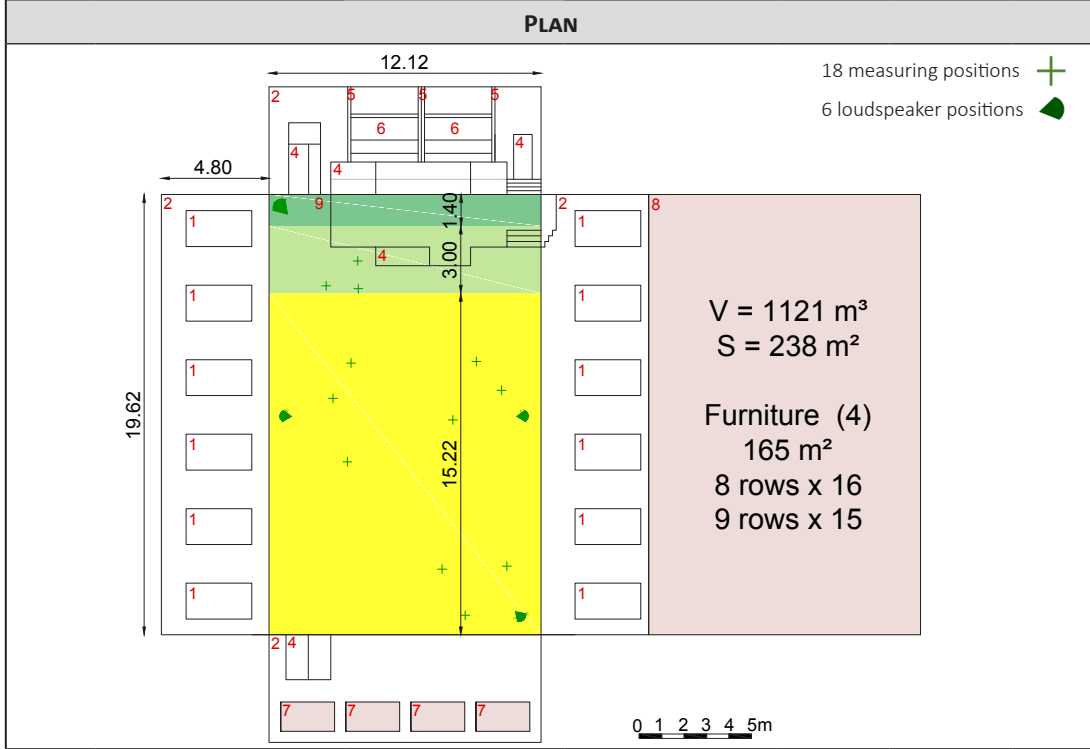 PLAN
12.12
18 measuring positions
6 loudspeaker positions
2 5 5 5
6 6
4 4
4
4.80
2 9 1.40 2 8
1 1
3.00
4
1 1
V = 1121 m³
S = 238 m²
1 1
Furniture (4)
19.62
165 m²
1 15.22 1
8 rows x 16
9 rows x 15
1 1
1 1
2 4
7 7 7 7
0 1 2 3 4 5m